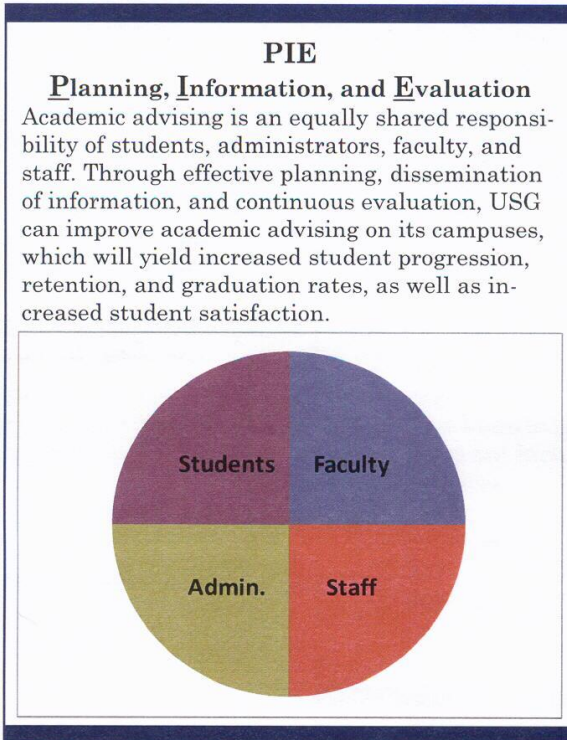 PIE
Planning, Information, and Evaluation
Academic advising is an equally shared responsi-
bility of students, administrators, faculty, and
staff. Through effective planning, dissemination
of information, and continuous evaluation, USG
can improve academic advising on its campuses,
which will yield increased student progression,
retention, and graduation rates, as well as in-
creased student satisfaction.
Students Faculty
Admin. Staff